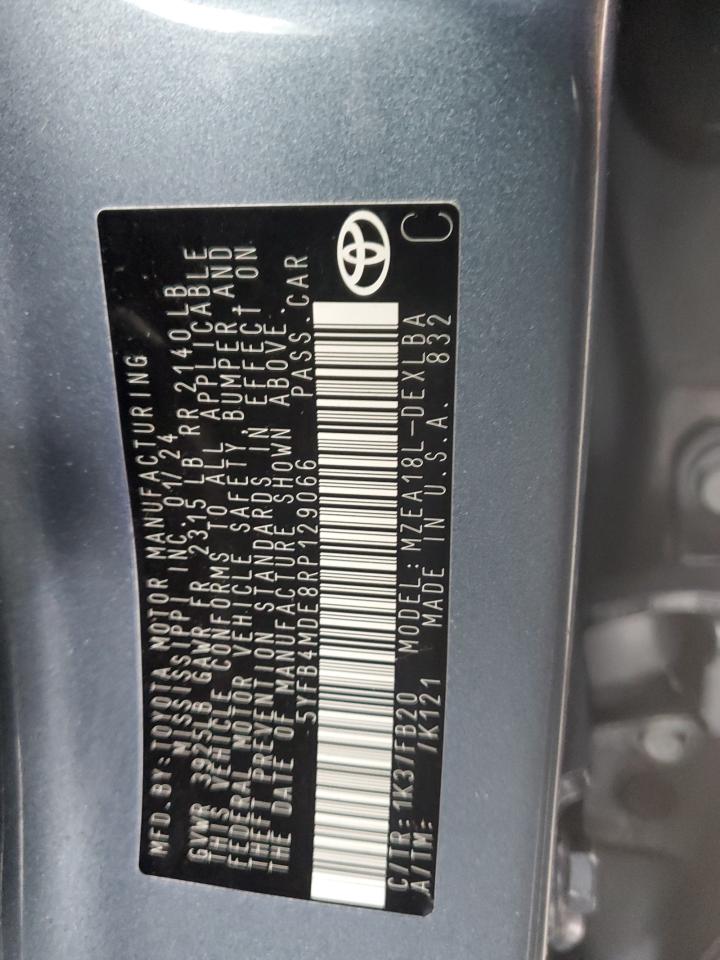 MFD.BY:TOYOTA MOTOR MANUFACTURING
MISSISSIPPI INC.01/24
GVWR 3925LB GAWR FR 2315 LB RR 2140LB
THIS VEHICLE CONFORMS TO ALL APPLICABLE
FEDERAL MOTOR VEHICLE SAFETY,BUMPER,AND
THEFT PREVENTION STANDARDS IN EFFECT ON
THE DATE OF MANUFACTURE SHOWN ABOVE.
5YFB4MDE8RP129066 PASS.CAR
C/TR:1K3/FB20 MODEL:MZEA18L-DEXLBA
A/TM: /K121 MADE IN U.S.A. 832
C